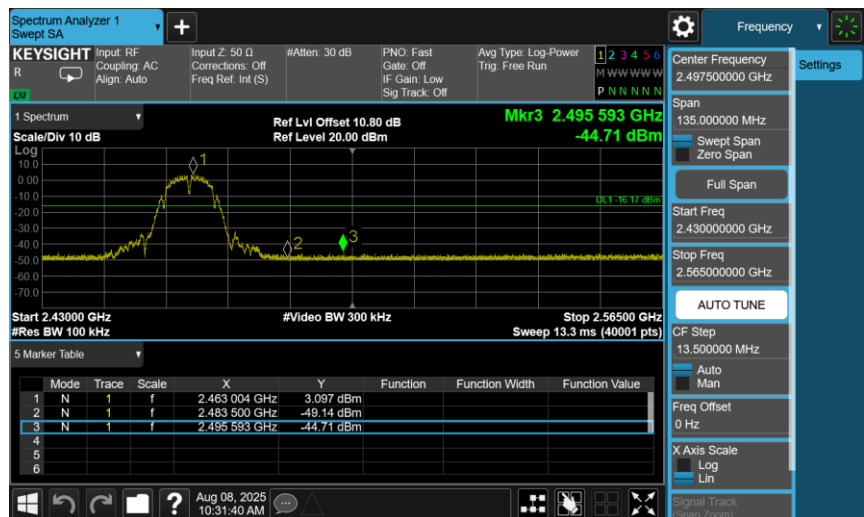 Spectrum Analyzer 1
Swept SA
+
Frequency
KEYSIGHT
R
LXI
Input: RF
Coupling: AC
Align: Auto
Input Z: 50 Ω
Corrections: Off
Freq Ref: Int (S)
#Atten: 30 dB
PNO: Fast
Gate: Off
IF Gain: Low
Sig Track: Off
Avg Type: Log-Power
Trig: Free Run
1 2 3 4 5 6
M W W W W W
P N N N N N
1 Spectrum
Scale/Div 10 dB
Ref Lvl Offset 10.80 dB
Ref Level 20.00 dBm
Mkr3 2.495 593 GHz
-44.71 dBm
Log
10.0
0.00
-10.0
-20.0
-30.0
-40.0
-50.0
-60.0
-70.0
1
DL1 -16.17 dBm
2
3
Start 2.43000 GHz
#Res BW 100 kHz
#Video BW 300 kHz
Stop 2.56500 GHz
Sweep 13.3 ms (40001 pts)
5 Marker Table
Mode Trace Scale X Y Function Function Width Function Value
1 N 1 f 2.463 004 GHz 3.097 dBm
2 N 1 f 2.483 500 GHz -49.14 dBm
3 N 1 f 2.495 593 GHz -44.71 dBm
4
5
6
Center Frequency
2.497500000 GHz
Settings
Span
135.000000 MHz
Swept Span
Zero Span
Full Span
Start Freq
2.430000000 GHz
Stop Freq
2.565000000 GHz
AUTO TUNE
CF Step
13.500000 MHz
Auto
Man
Freq Offset
0 Hz
X Axis Scale
Log
Lin
Signal Track
(Span Zoom)
?
Aug 08, 2025
10:31:40 AM